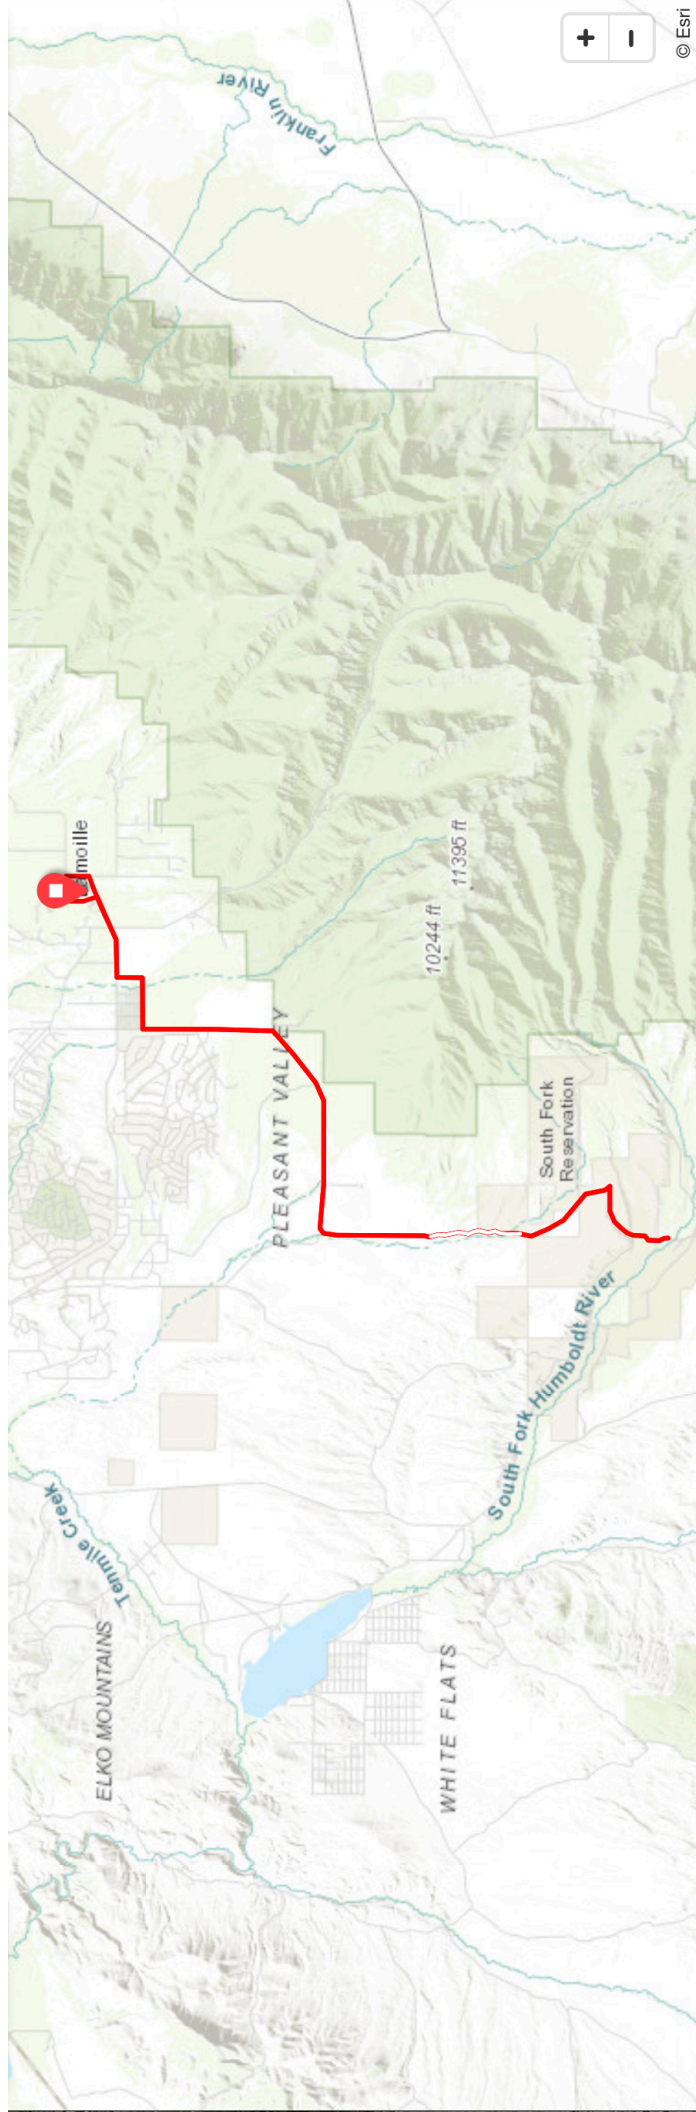 Tenmile Creek
Lamoille
ELKO MOUNTAINS
Franklin River
PLEASANT VALLEY
10244 ft
11395 ft
WHITE FLATS
South Fork
Reservation
South Fork Humboldt River
+
−
© Esri